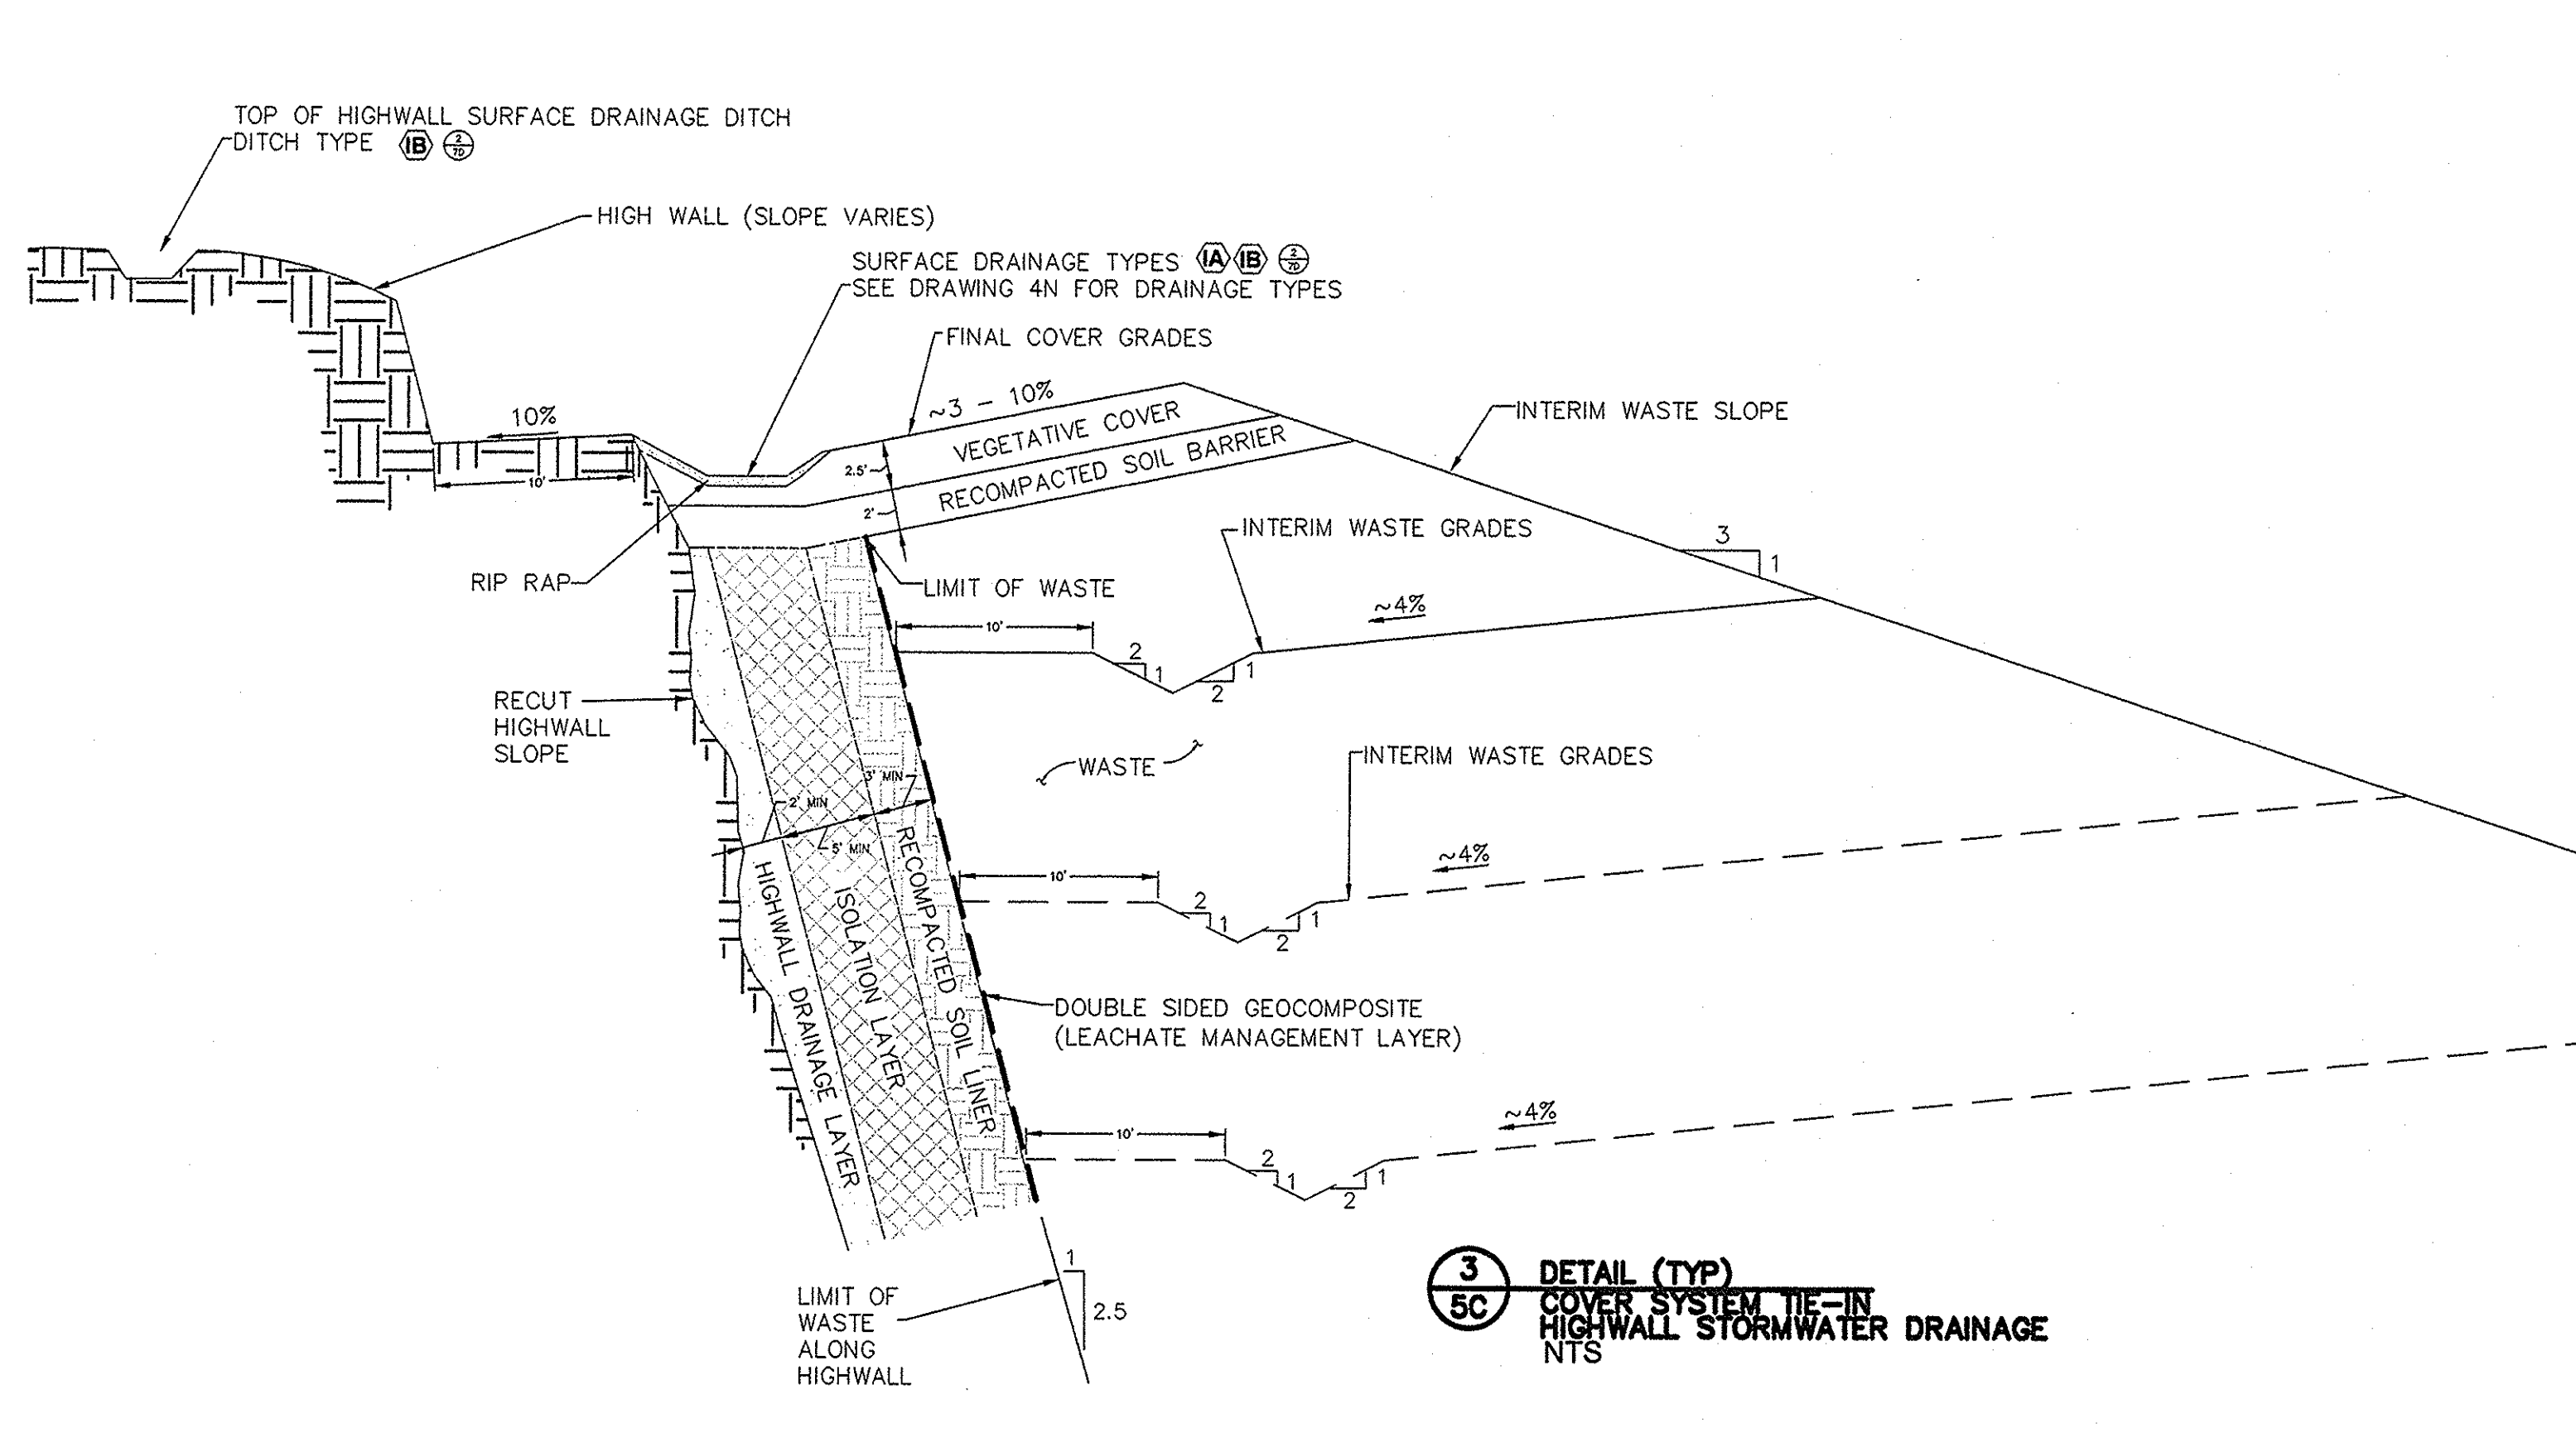 TOP OF HIGHWALL SURFACE DRAINAGE DITCH
DITCH TYPE IB 2 7D
HIGH WALL (SLOPE VARIES)
SURFACE DRAINAGE TYPES IA IB 2 7D
SEE DRAWING 4N FOR DRAINAGE TYPES
FINAL COVER GRADES
~3 - 10%
10%
VEGETATIVE COVER
INTERIM WASTE SLOPE
RECOMPACTED SOIL BARRIER
2.5'
10'
2'
INTERIM WASTE GRADES
3
1
RIP RAP
LIMIT OF WASTE
~4%
10'
2
1
1
2
RECUT
HIGHWALL
SLOPE
WASTE
INTERIM WASTE GRADES
3' MIN
2' MIN
5' MIN
~4%
10'
2
1
1
2
HIGHWALL DRAINAGE LAYER
ISOLATION LAYER
RECOMPACTED SOIL LINER
DOUBLE SIDED GEOCOMPOSITE
(LEACHATE MANAGEMENT LAYER)
~4%
10'
2
1
1
2
1
2.5
LIMIT OF
WASTE
ALONG
HIGHWALL
3
5C
DETAIL (TYP)
COVER SYSTEM TIE-IN
HIGHWALL STORMWATER DRAINAGE
NTS